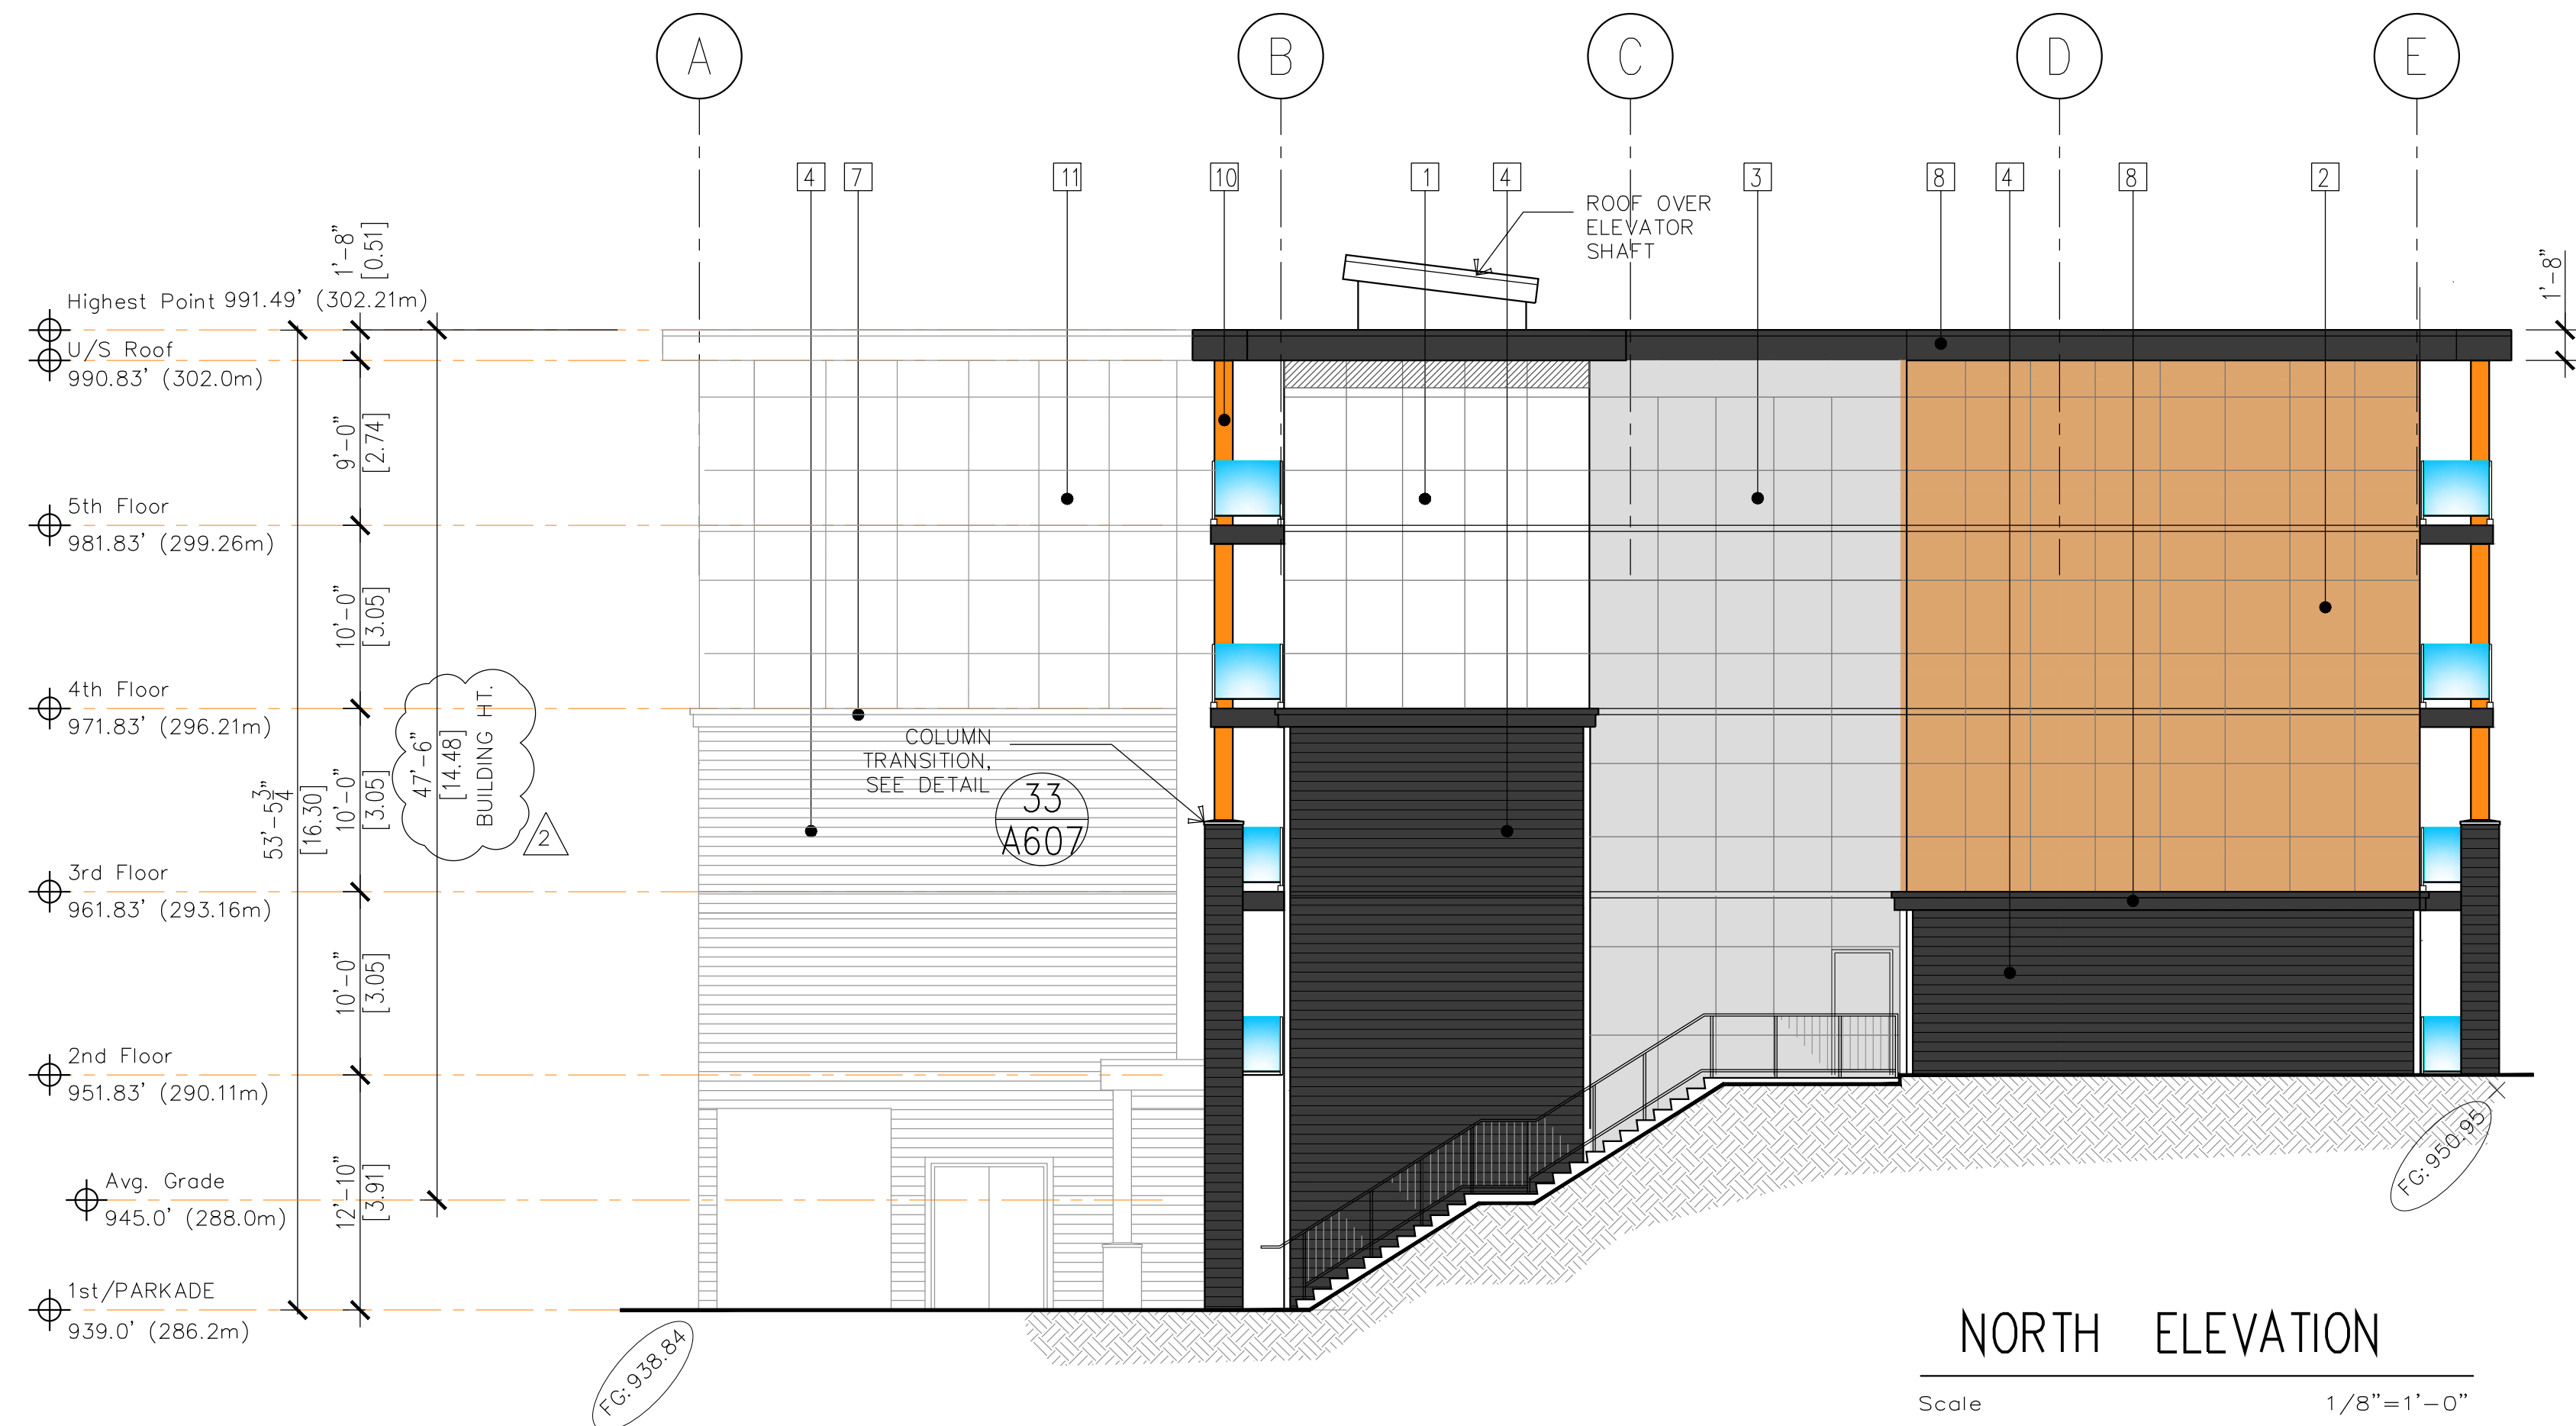 A B C D E
4 7 11 10 1 4 3 8 4 8 2
ROOF OVER
ELEVATOR
SHAFT
1'-8"
[0.51]
1'-8"
Highest Point 991.49' (302.21m)
U/S Roof
990.83' (302.0m)
9'-0"
[2.74]
5th Floor
981.83' (299.26m)
10'-0"
[3.05]
4th Floor
971.83' (296.21m)
47'-6"
[14.48]
BUILDING HT.
2
53'-5 3/4"
[16.30]
10'-0"
[3.05]
COLUMN
TRANSITION,
SEE DETAIL
33
A607
3rd Floor
961.83' (293.16m)
10'-0"
[3.05]
2nd Floor
951.83' (290.11m)
Avg. Grade
945.0' (288.0m)
12'-10"
[3.91]
1st/PARKADE
939.0' (286.2m)
FG: 938.84
FG: 950.95
NORTH ELEVATION
Scale 1/8"=1'-0"